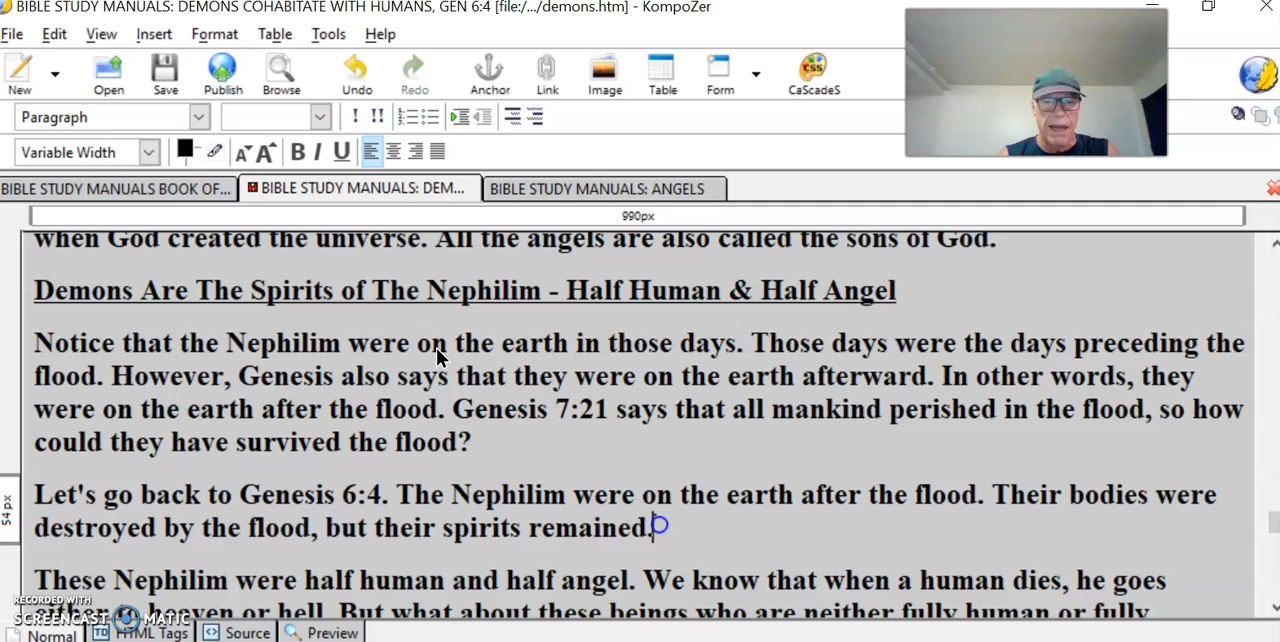 BIBLE STUDY MANUALS: DEMONS COHABITATE WITH HUMANS, GEN 6:4 [file:/.../demons.htm] - KompoZer
File Edit View Insert Format Table Tools Help
New Open Save Publish Browse Undo Redo Anchor Link Image Table Form CaScadeS
Paragraph
Variable Width
BIBLE STUDY MANUALS BOOK OF... BIBLE STUDY MANUALS: DEM... BIBLE STUDY MANUALS: ANGELS
990px
when God created the universe. All the angels are also called the sons of God.
Demons Are The Spirits of The Nephilim - Half Human & Half Angel
Notice that the Nephilim were on the earth in those days. Those days were the days preceding the
flood. However, Genesis also says that they were on the earth afterward. In other words, they
were on the earth after the flood. Genesis 7:21 says that all mankind perished in the flood, so how
could they have survived the flood?
Let's go back to Genesis 6:4. The Nephilim were on the earth after the flood. Their bodies were
destroyed by the flood, but their spirits remained.
54 px
These Nephilim were half human and half angel. We know that when a human dies, he goes
either to heaven or hell. But what about these beings who are neither fully human or fully
RECORDED WITH
SCREENCAST MATIC
Normal HTML Tags Source Preview